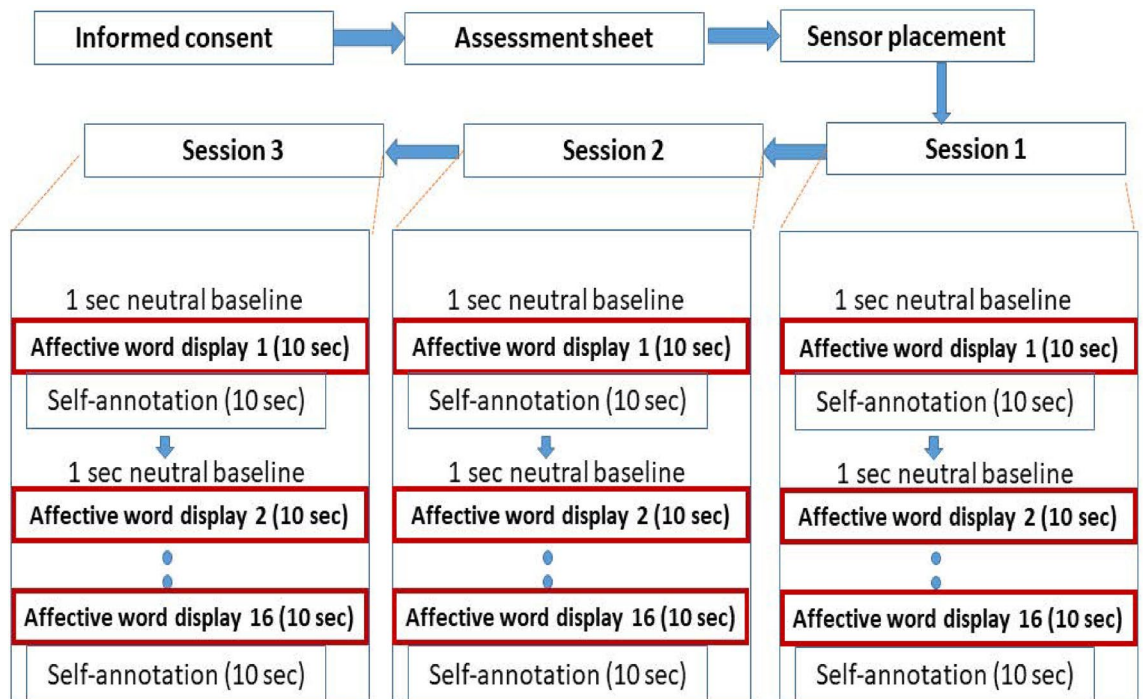 Informed consent
Assessment sheet
Sensor placement
Session 3
Session 2
Session 1
1 sec neutral baseline
Affective word display 1 (10 sec)
Self-annotation (10 sec)
1 sec neutral baseline
Affective word display 2 (10 sec)
Affective word display 16 (10 sec)
Self-annotation (10 sec)
1 sec neutral baseline
Affective word display 1 (10 sec)
Self-annotation (10 sec)
1 sec neutral baseline
Affective word display 2 (10 sec)
Affective word display 16 (10 sec)
Self-annotation (10 sec)
1 sec neutral baseline
Affective word display 1 (10 sec)
Self-annotation (10 sec)
1 sec neutral baseline
Affective word display 2 (10 sec)
Affective word display 16 (10 sec)
Self-annotation (10 sec)